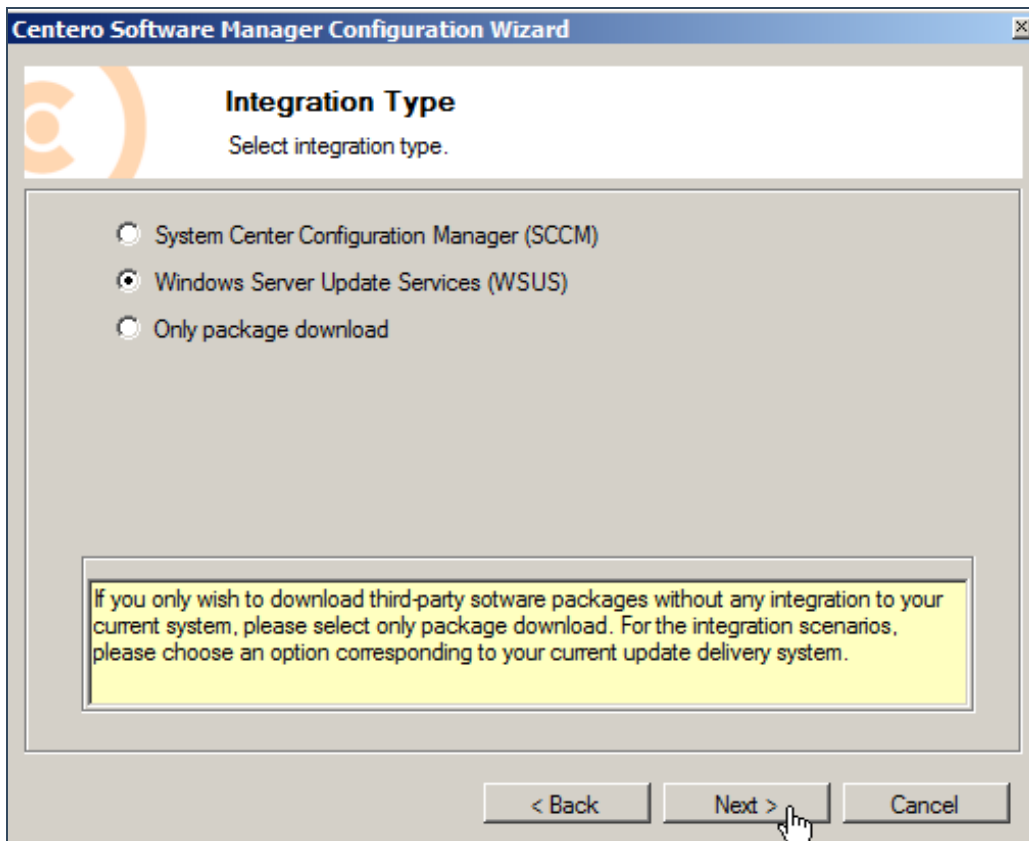 Centero Software Manager Configuration Wizard
Integration Type
Select integration type.
System Center Configuration Manager (SCCM)
Windows Server Update Services (WSUS)
Only package download
If you only wish to download third-party sotware packages without any integration to your
current system, please select only package download. For the integration scenarios,
please choose an option corresponding to your current update delivery system.
< Back
Next >
Cancel